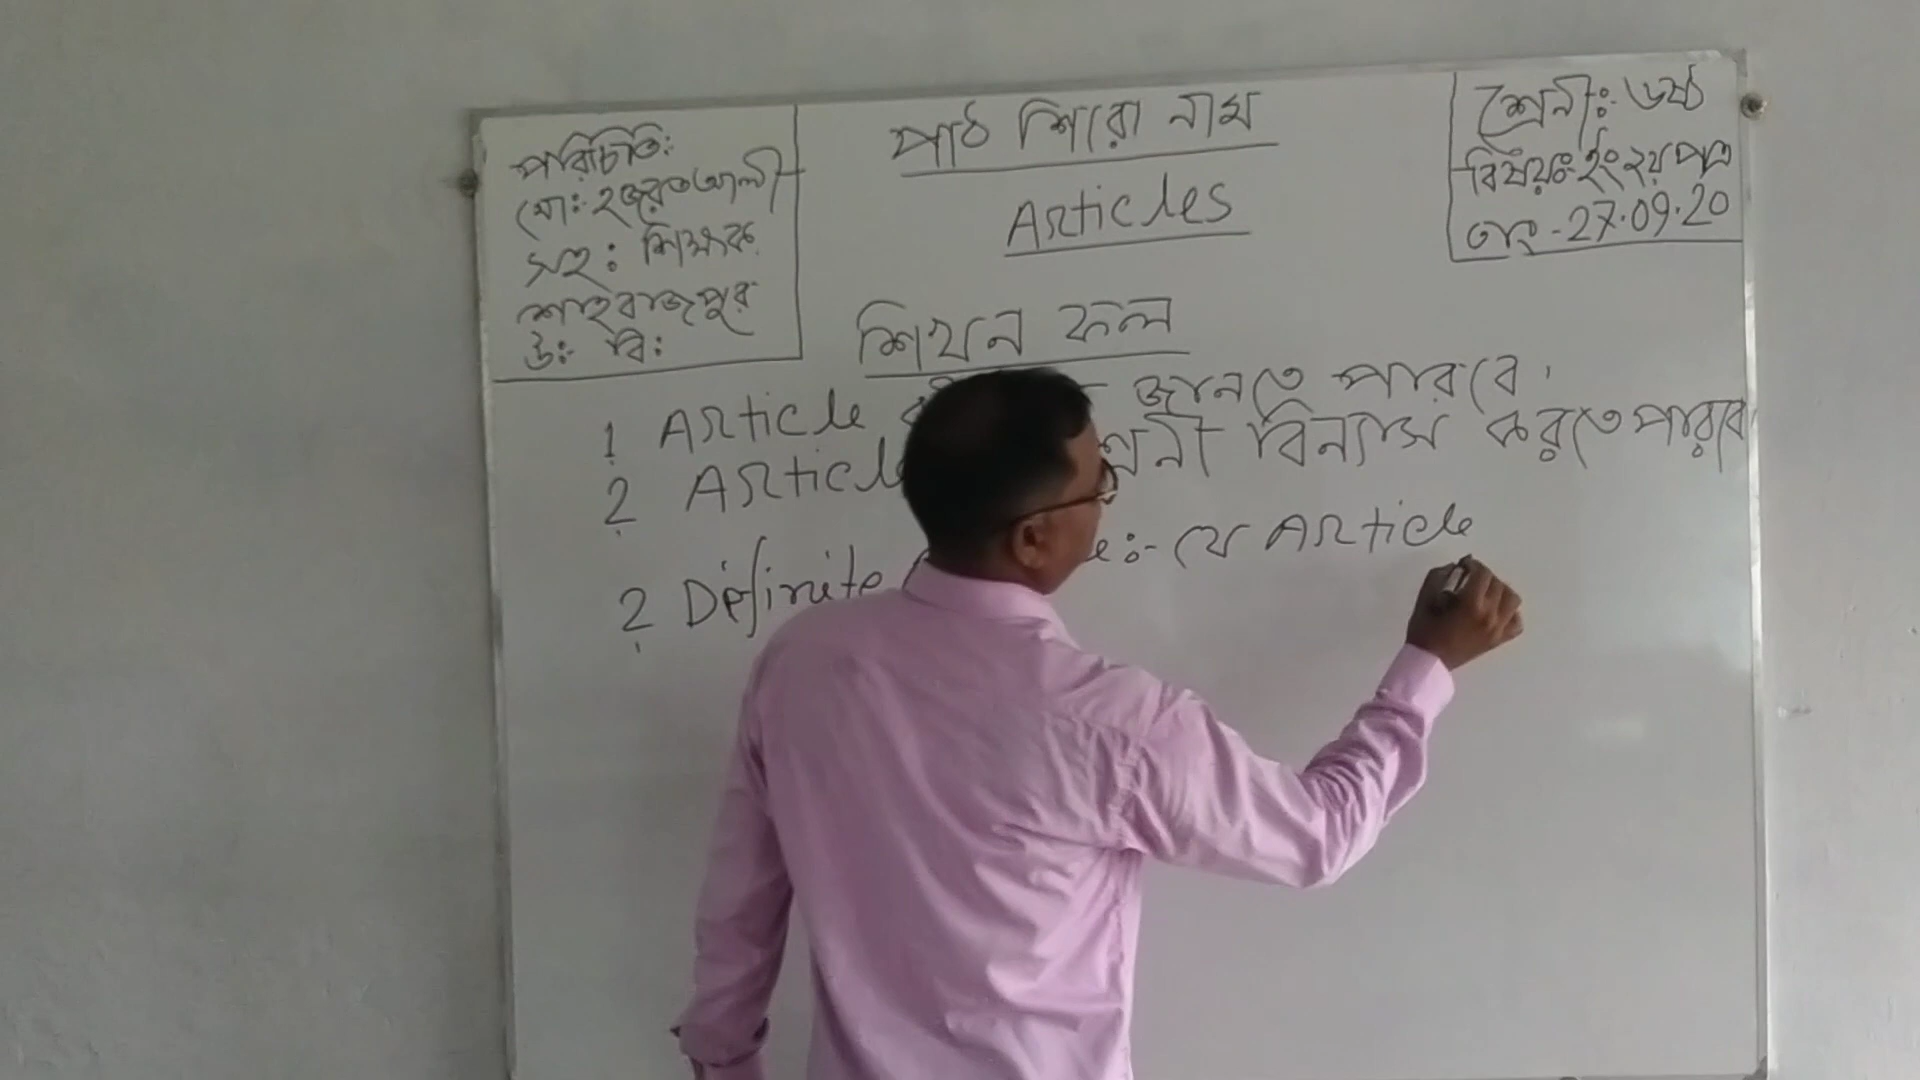 পরিচিতি:
মো:- হজরত আলী
সহ: শিক্ষক
শাহবাজপুর
উ:- বি:
পাঠ শিরো নাম
Articles
শ্রেনী:- ৬ষ্ঠ
বিষয়ঃ- ইং ২য় পত্র
তাং - 27.09.20
শিখন ফল
1 Article জানতে পারবে।
2 Article শ্রেনী বিন্যাস করতে পারবে।
2 Definite :- যে Article